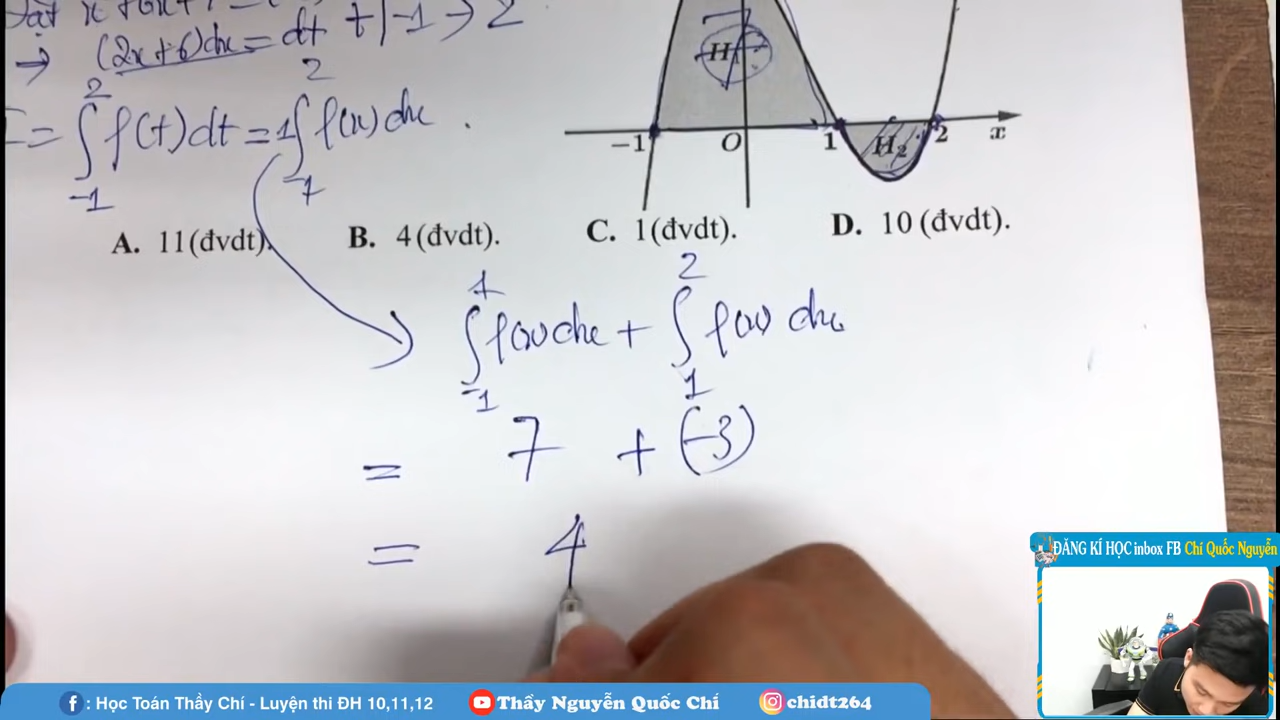 Đặt x
→ (2x+6)dx = dt t | -1 → 2
I = ∫_{-1}^{2} f(t)dt = ∫_{-1}^{2} f(x)dx.
H₁
-1 O 1 H₂ 2 x
A. 11(đvdt). B. 4(đvdt). C. 1(đvdt). D. 10(đvdt).
∫_{-1}^{1} f(x)dx + ∫_{1}^{2} f(x)dx
= 7 + (-3)
= 4
ĐĂNG KÍ HỌC inbox FB Chí Quốc Nguyễn
: Học Toán Thầy Chí - Luyện thi ĐH 10,11,12 Thầy Nguyễn Quốc Chí chidt264